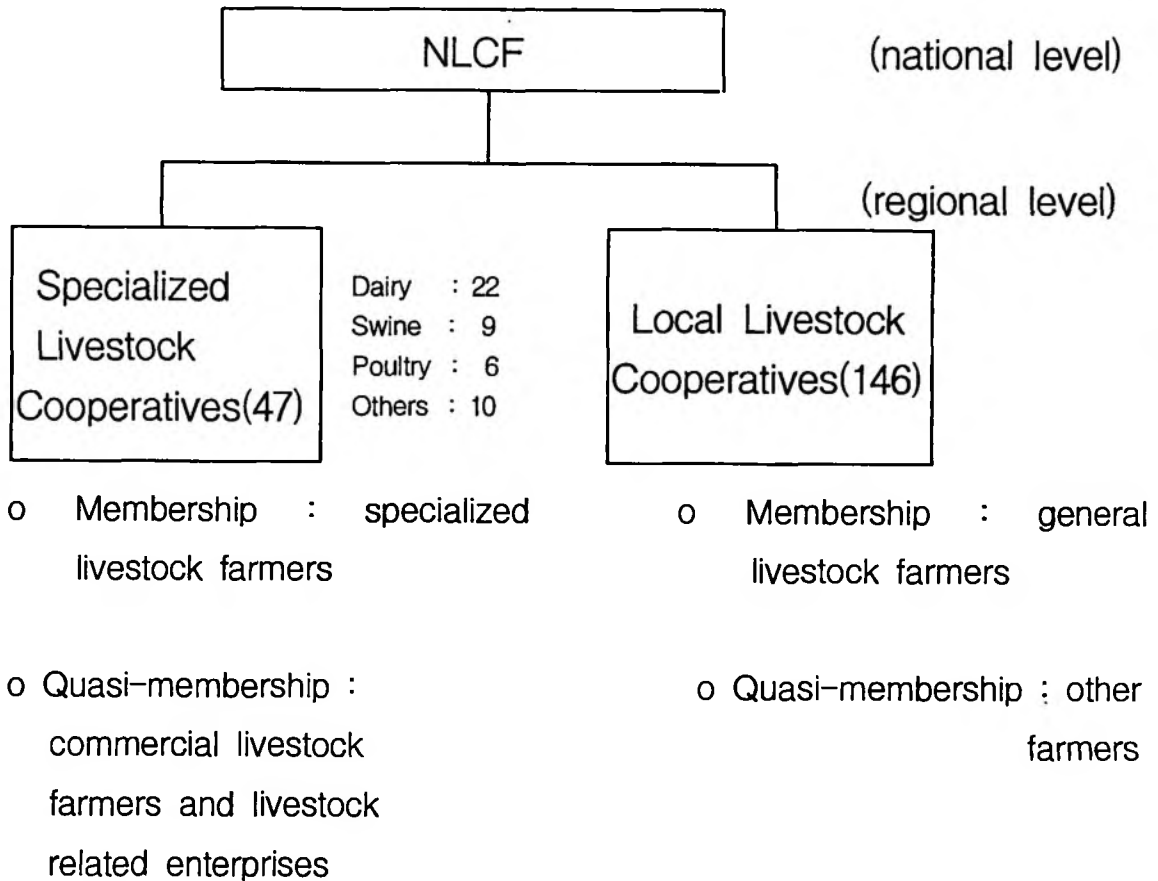 NLCF
(national level)
(regional level)
Specialized
Livestock
Cooperatives(47)
Dairy : 22
Swine : 9
Poultry : 6
Others : 10
Local Livestock
Cooperatives(146)
o Membership : specialized
livestock farmers
o Quasi-membership :
commercial livestock
farmers and livestock
related enterprises
o Membership : general
livestock farmers
o Quasi-membership : other
farmers